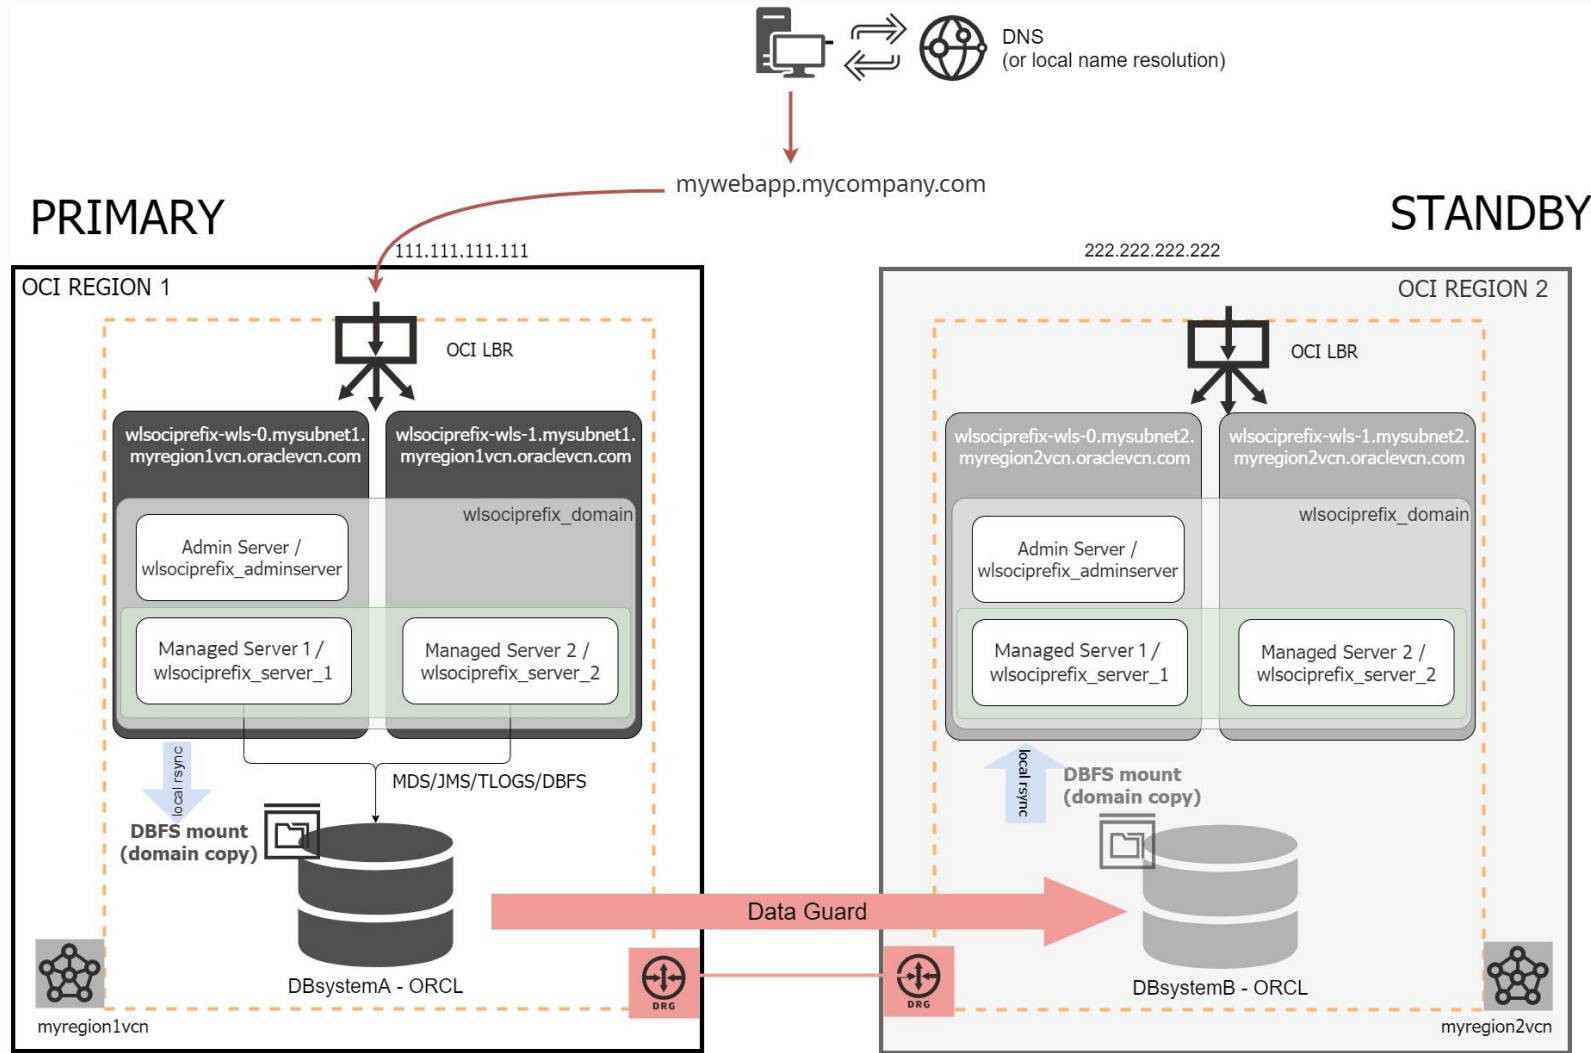 DNS
(or local name resolution)
mywebapp.mycompany.com
PRIMARY
STANDBY
111.111.111.111
222.222.222.222
OCI REGION 1
OCI LBR
wlsociprefix-wls-0.mysubnet1.
myregion1vcn.oraclevcn.com
wlsociprefix-wls-1.mysubnet1.
myregion1vcn.oraclevcn.com
wlsociprefix_domain
Admin Server /
wlsociprefix_adminserver
Managed Server 1 /
wlsociprefix_server_1
Managed Server 2 /
wlsociprefix_server_2
local rsync
MDS/JMS/TLOGS/DBFS
DBFS mount
(domain copy)
DBsystemA - ORCL
myregion1vcn
DRG
Data Guard
OCI REGION 2
OCI LBR
wlsociprefix-wls-0.mysubnet2.
myregion2vcn.oraclevcn.com
wlsociprefix-wls-1.mysubnet2.
myregion2vcn.oraclevcn.com
wlsociprefix_domain
Admin Server /
wlsociprefix_adminserver
Managed Server 1 /
wlsociprefix_server_1
Managed Server 2 /
wlsociprefix_server_2
local rsync
DBFS mount
(domain copy)
DBsystemB - ORCL
DRG
myregion2vcn